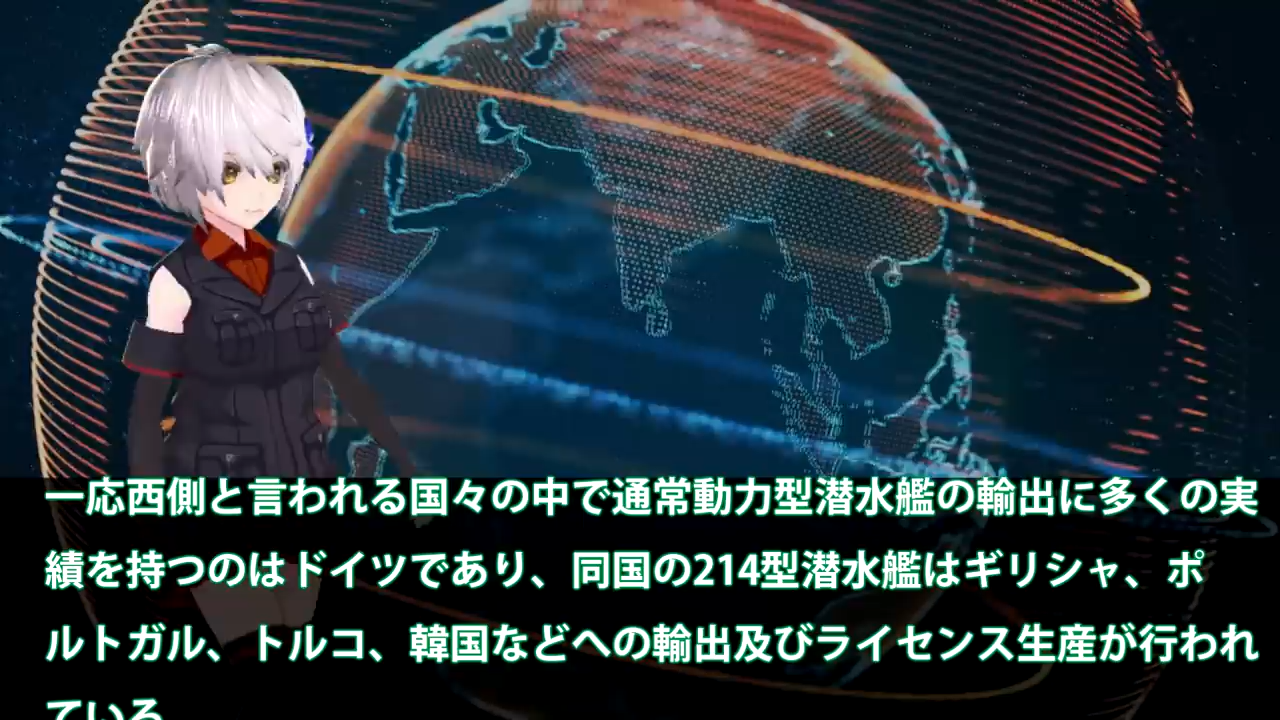 一応西側と言われる国々の中で通常動力型潜水艦の輸出に多くの実
績を持つのはドイツであり、同国の214型潜水艦はギリシャ、ポ
ルトガル、トルコ、韓国などへの輸出及びライセンス生産が行われ
ている